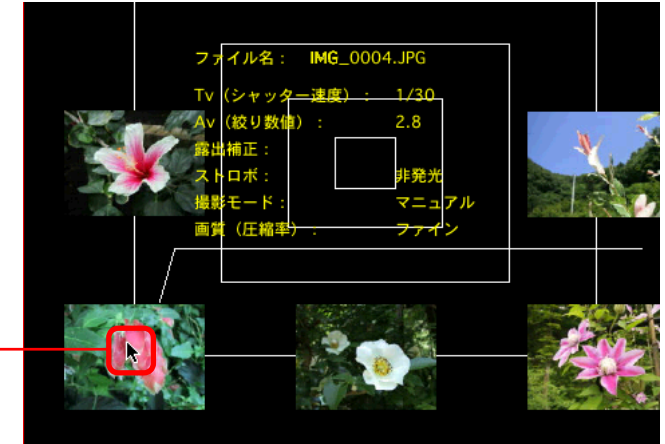 ファイル名： IMG_0004.JPG
Tv（シャッター速度）： 1/30
Av（絞り数値）： 2.8
露出補正：
ストロボ： 非発光
撮影モード： マニュアル
画質（圧縮率）： ファイン